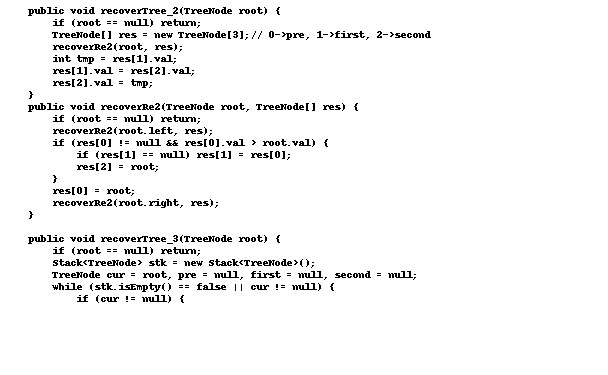 public void recoverTree_2(TreeNode root) {
if (root == null) return;
TreeNode[] res = new TreeNode[3];// 0->pre, 1->first, 2->second
recoverRe2(root, res);
int tmp = res[1].val;
res[1].val = res[2].val;
res[2].val = tmp;
}
public void recoverRe2(TreeNode root, TreeNode[] res) {
if (root == null) return;
recoverRe2(root.left, res);
if (res[0] != null && res[0].val > root.val) {
if (res[1] == null) res[1] = res[0];
res[2] = root;
}
res[0] = root;
recoverRe2(root.right, res);
}
public void recoverTree_3(TreeNode root) {
if (root == null) return;
Stack<TreeNode> stk = new Stack<TreeNode>();
TreeNode cur = root, pre = null, first = null, second = null;
while (stk.isEmpty() == false || cur != null) {
if (cur != null) {